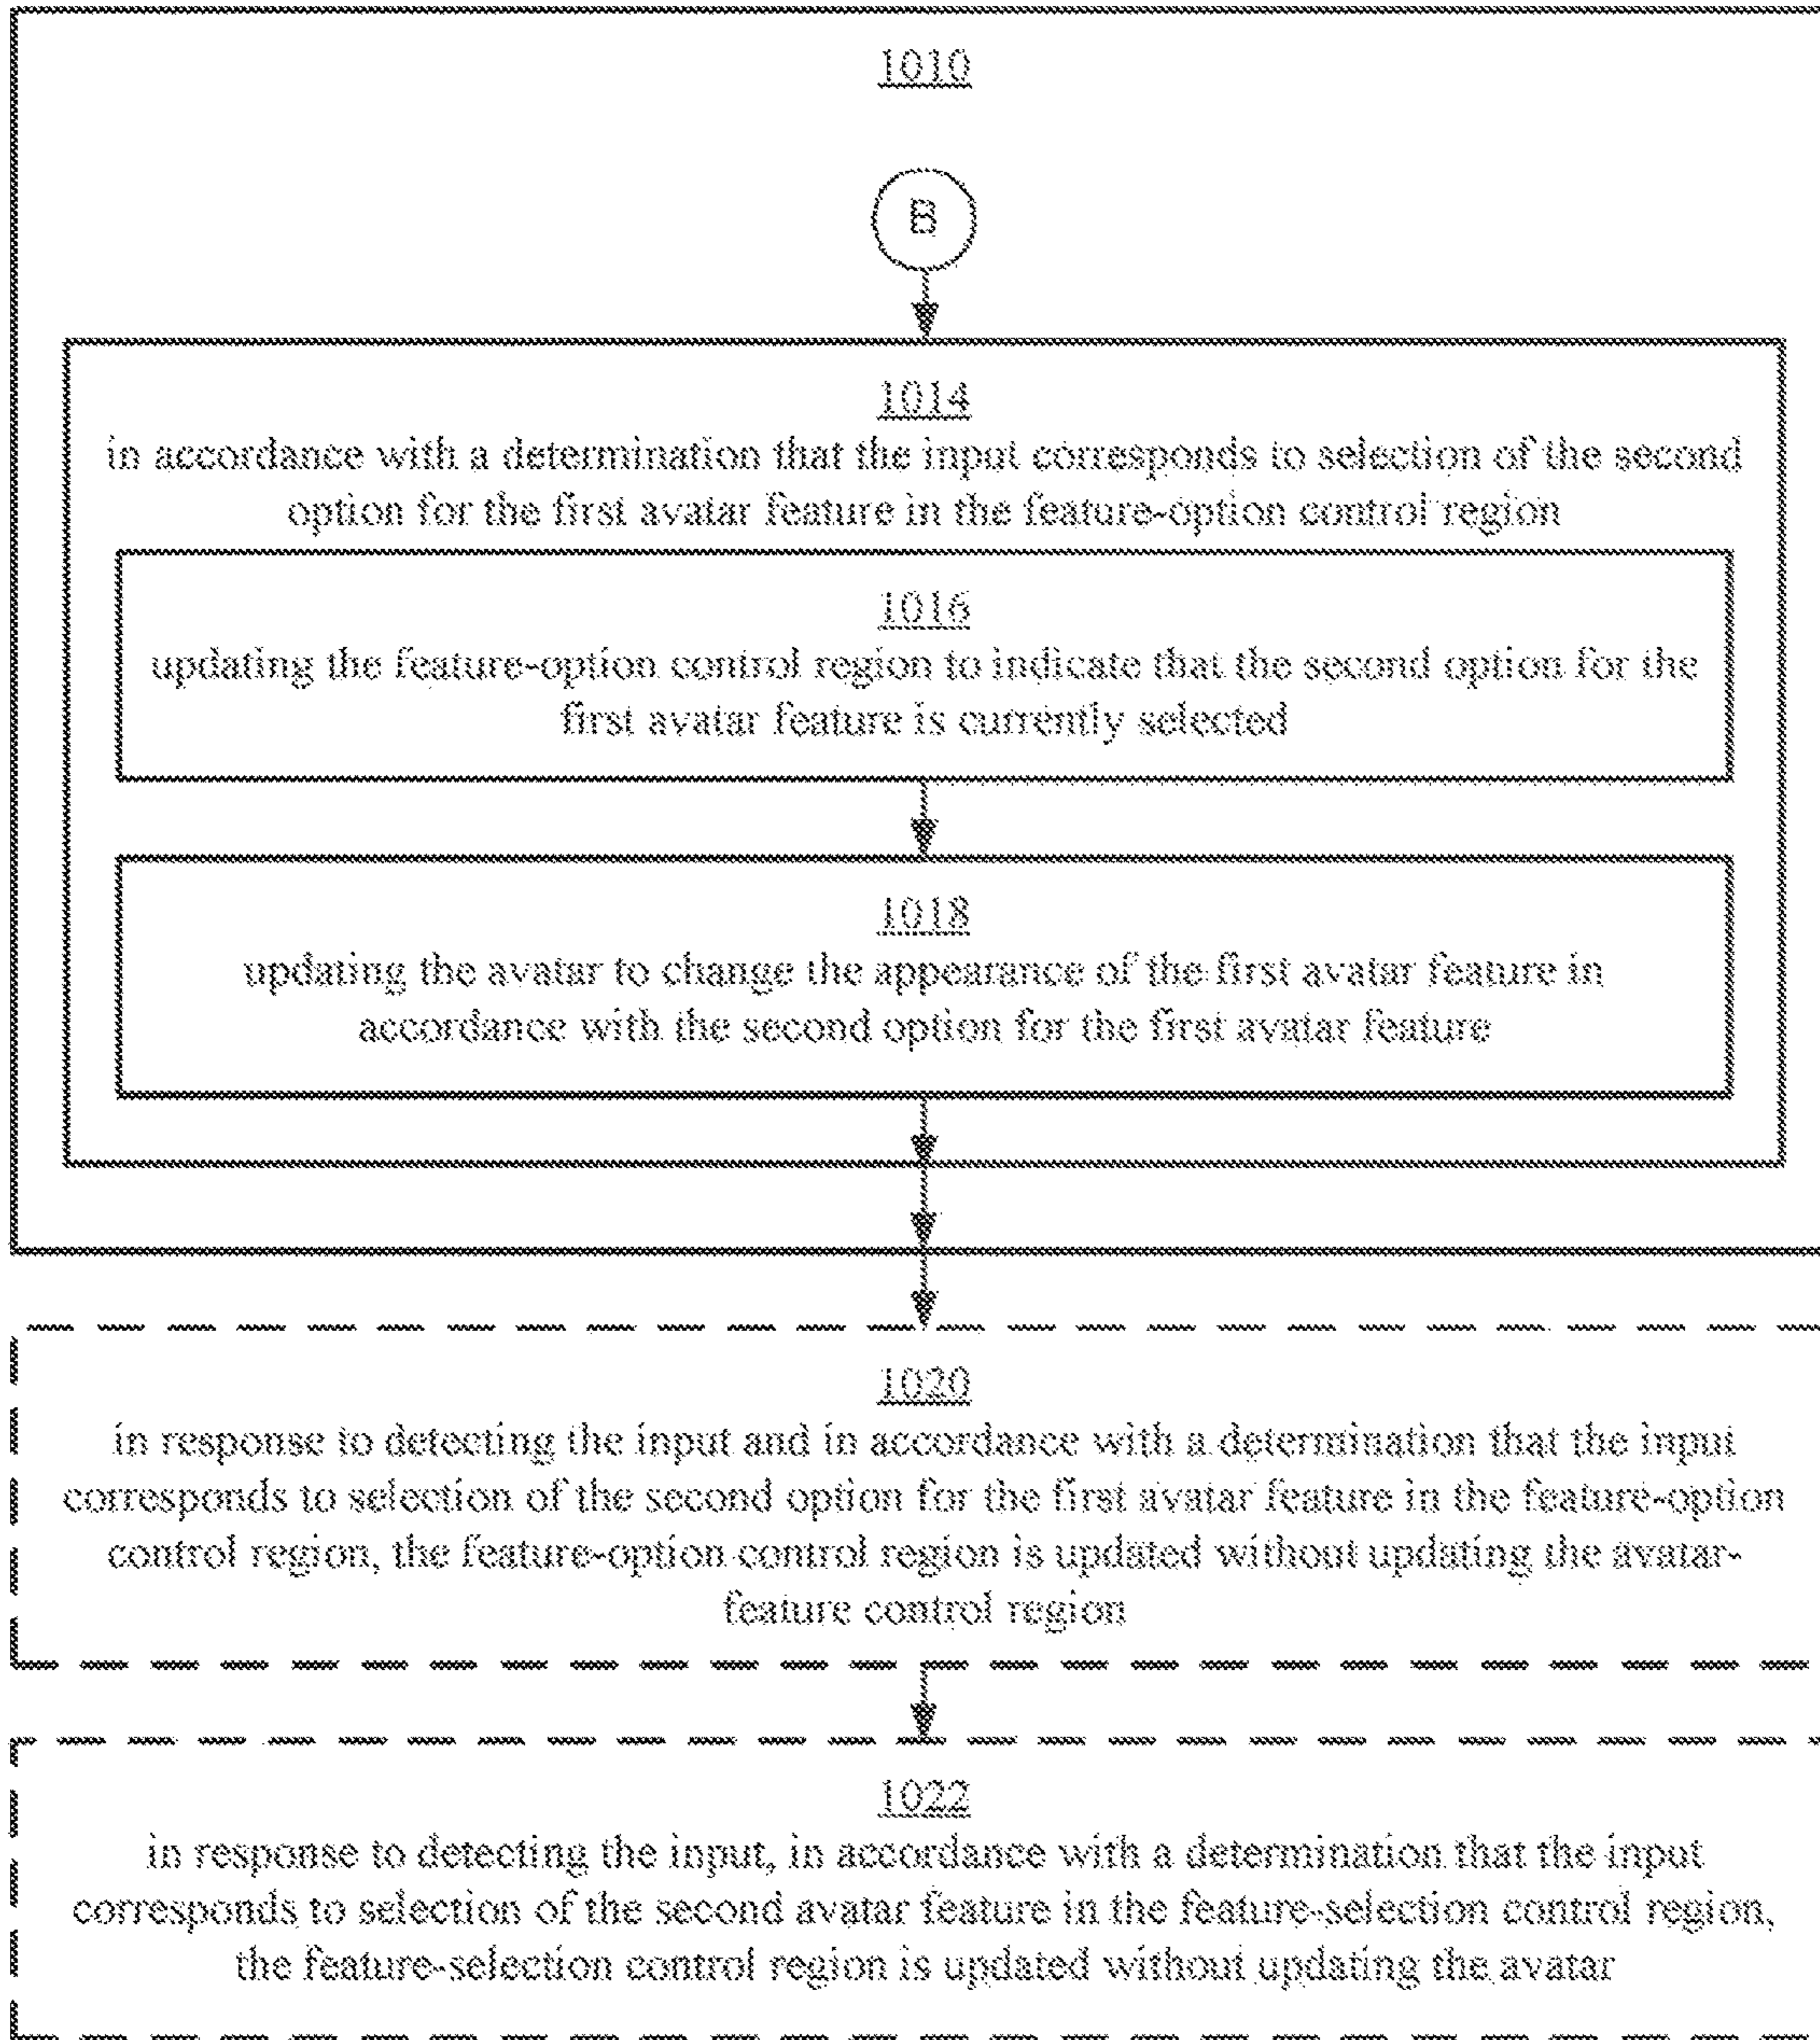 1010
B
1014
in accordance with a determination that the input corresponds to selection of the second
option for the first avatar feature in the feature-option control region
1016
updating the feature-option control region to indicate that the second option for the
first avatar feature is currently selected
1018
updating the avatar to change the appearance of the first avatar feature in
accordance with the second option for the first avatar feature
1020
in response to detecting the input and in accordance with a determination that the input
corresponds to selection of the second option for the first avatar feature in the feature-option
control region, the feature-option control region is updated without updating the avatar-
feature control region
1022
in response to detecting the input, in accordance with a determination that the input
corresponds to selection of the second avatar feature in the feature-selection control region,
the feature-selection control region is updated without updating the avatar